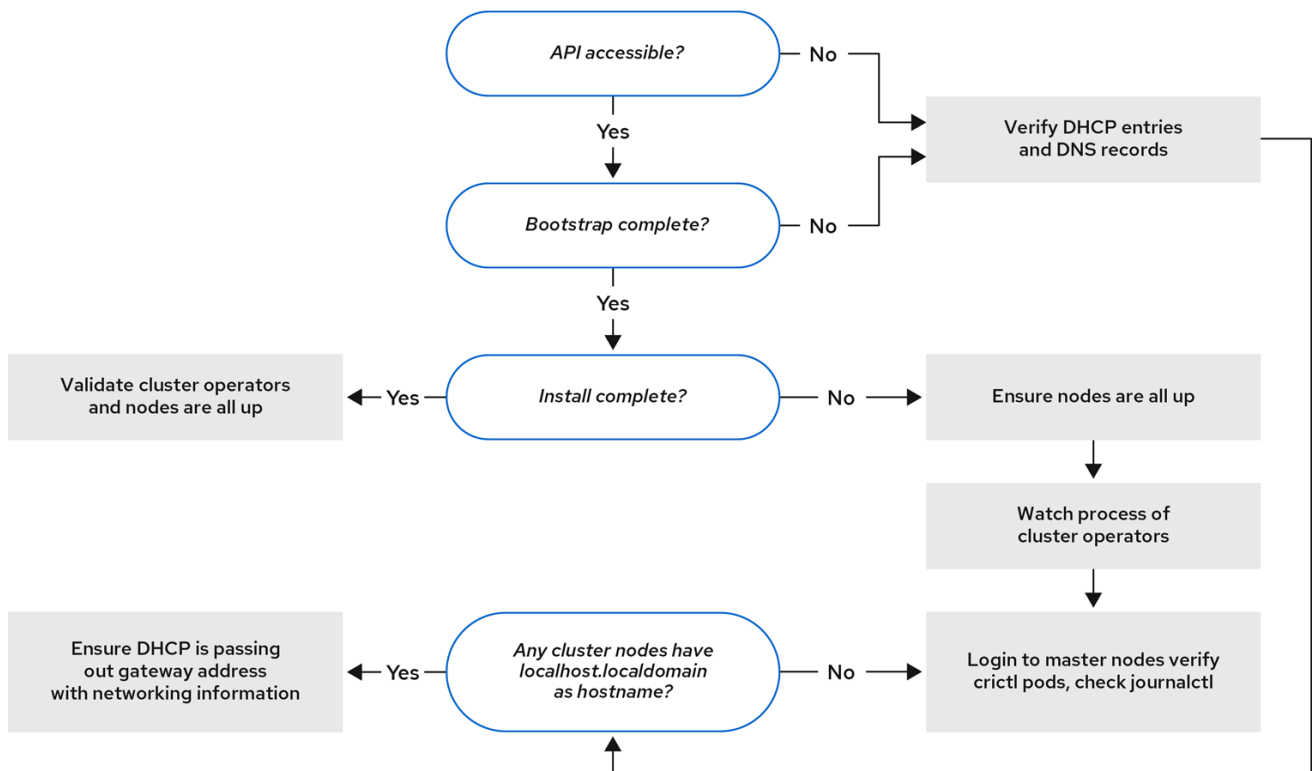 API accessible?
No
Verify DHCP entries
and DNS records
Yes
Bootstrap complete?
No
Yes
Validate cluster operators
and nodes are all up
Yes
Install complete?
No
Ensure nodes are all up
Watch process of
cluster operators
Ensure DHCP is passing
out gateway address
with networking information
Yes
Any cluster nodes have
localhost.localdomain
as hostname?
No
Login to master nodes verify
crictl pods, check journalctl